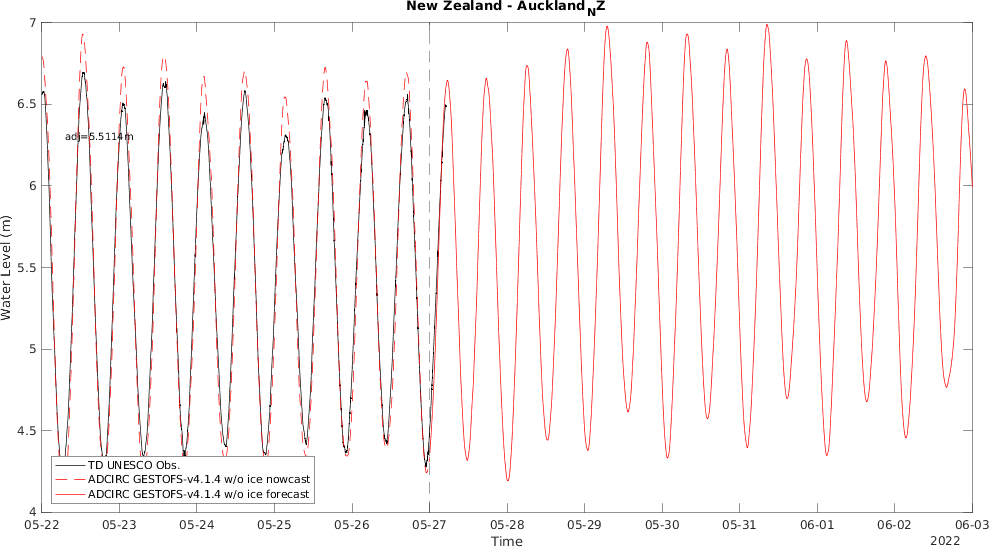 New Zealand - Auckland_NZ
7
6.5
adj=5.5114m
6
5.5
5
4.5
4
Water Level (m)
TD UNESCO Obs.
ADCIRC GESTOFS-v4.1.4 w/o ice nowcast
ADCIRC GESTOFS-v4.1.4 w/o ice forecast
05-22 05-23 05-24 05-25 05-26 05-27 05-28 05-29 05-30 05-31 06-01 06-02 06-03
Time
2022